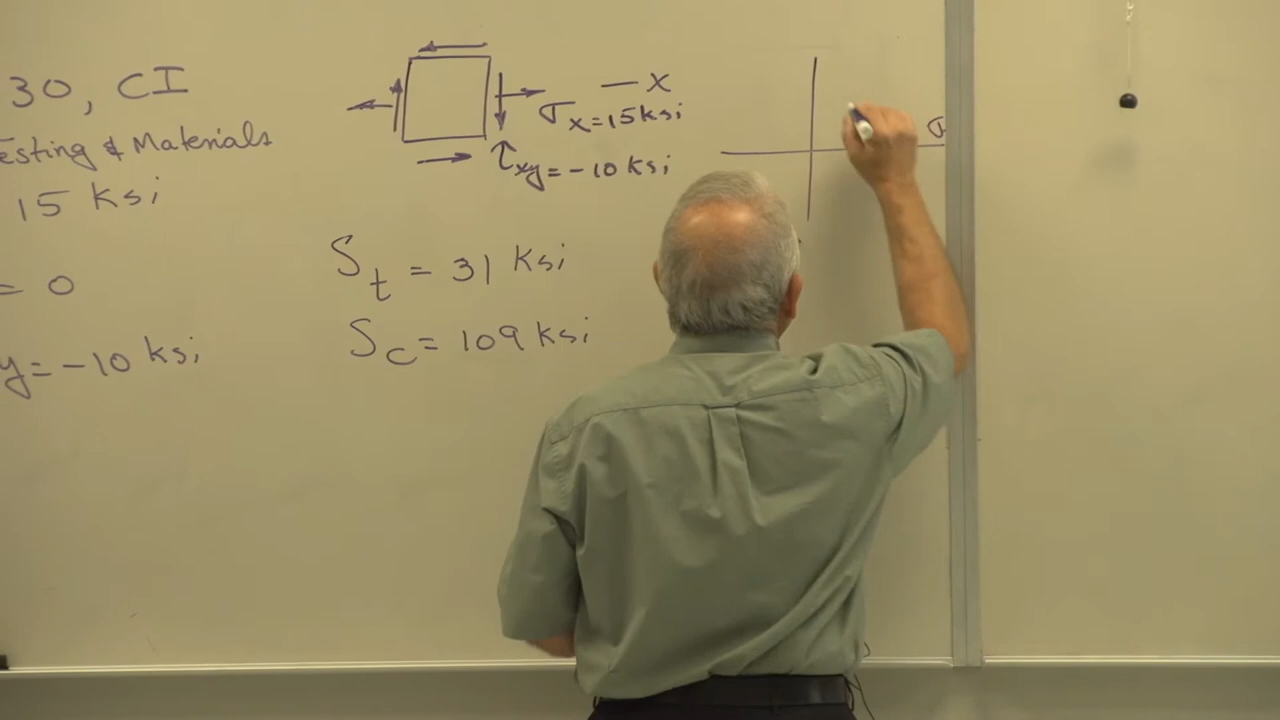 30, CI
esting & Materials
15 ksi
= 0
y = -10 ksi
X
σx = 15 ksi
τxy = -10 ksi
St = 31 ksi
Sc = 109 ksi
σ